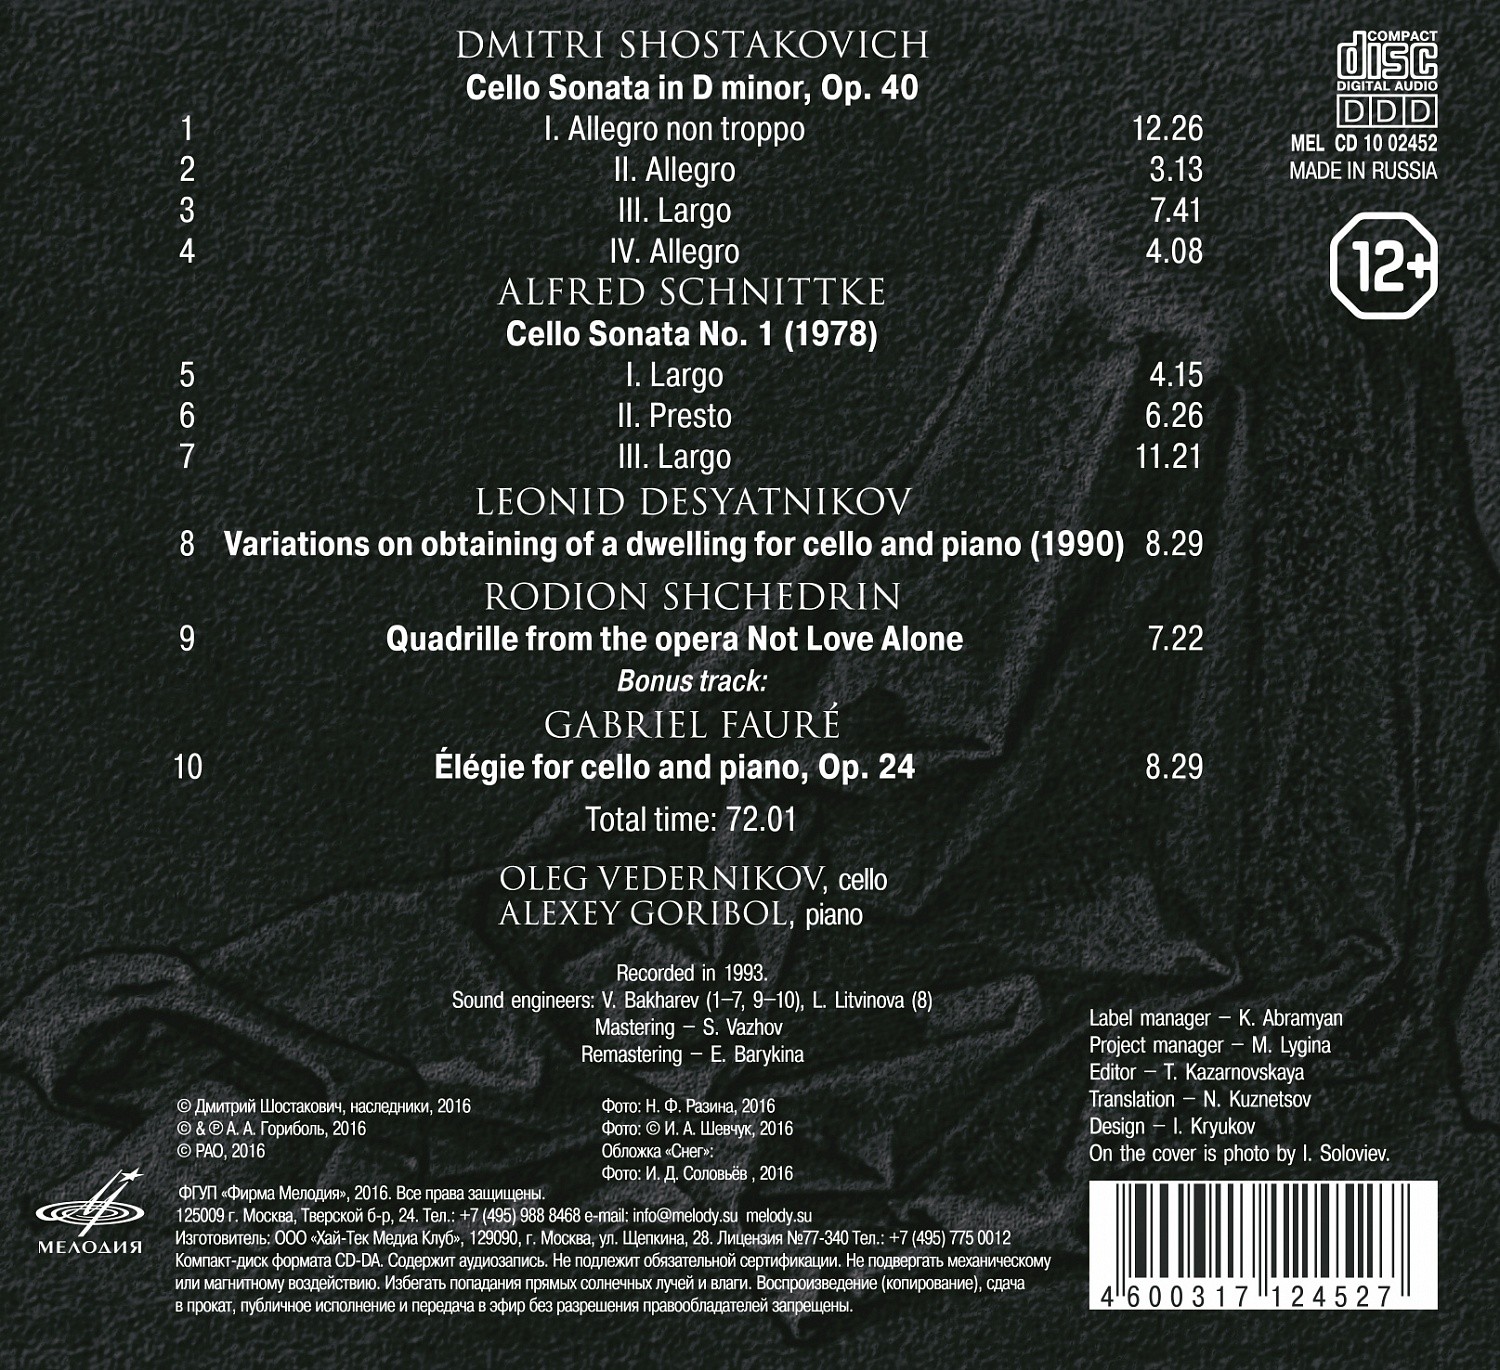 DMITRI SHOSTAKOVICH
Cello Sonata in D minor, Op. 40
1 I. Allegro non troppo 12.26
2 II. Allegro 3.13
3 III. Largo 7.41
4 IV. Allegro 4.08
ALFRED SCHNITTKE
Cello Sonata No. 1 (1978)
5 I. Largo 4.15
6 II. Presto 6.26
7 III. Largo 11.21
LEONID DESYATNIKOV
8 Variations on obtaining of a dwelling for cello and piano (1990) 8.29
RODION SHCHEDRIN
9 Quadrille from the opera Not Love Alone 7.22
Bonus track:
GABRIEL FAURÉ
10 Élégie for cello and piano, Op. 24 8.29
Total time: 72.01
OLEG VEDERNIKOV, cello
ALEXEY GORIBOL, piano
Recorded in 1993.
Sound engineers: V. Bakharev (1–7, 9–10), L. Litvinova (8)
Mastering – S. Vazhov
Remastering – E. Barykina
COMPACT
disc
DIGITAL AUDIO
DDD
MEL CD 10 02452
MADE IN RUSSIA
12+
Label manager – K. Abramyan
Project manager – M. Lygina
Editor – T. Kazarnovskaya
Translation – N. Kuznetsov
Design – I. Kryukov
On the cover is photo by I. Soloviev.
© Дмитрий Шостакович, наследники, 2016
© & ℗ А. А. Гориболь, 2016
© РАО, 2016
Фото: Н. Ф. Разина, 2016
Фото: © И. А. Шевчук, 2016
Обложка «Снег»:
Фото: И. Д. Соловьёв , 2016
МЕЛОДИЯ
ФГУП «Фирма Мелодия», 2016. Все права защищены.
125009 г. Москва, Тверской б-р, 24. Тел.: +7 (495) 988 8468 e-mail: info@melody.su melody.su
Изготовитель: ООО «Хай-Тек Медиа Клуб», 129090, г. Москва, ул. Щепкина, 28. Лицензия №77-340 Тел.: +7 (495) 775 0012
Компакт-диск формата CD-DA. Содержит аудиозапись. Не подлежит обязательной сертификации. Не подвергать механическому
или магнитному воздействию. Избегать попадания прямых солнечных лучей и влаги. Воспроизведение (копирование), сдача
в прокат, публичное исполнение и передача в эфир без разрешения правообладателей запрещены.
4 600317 124527